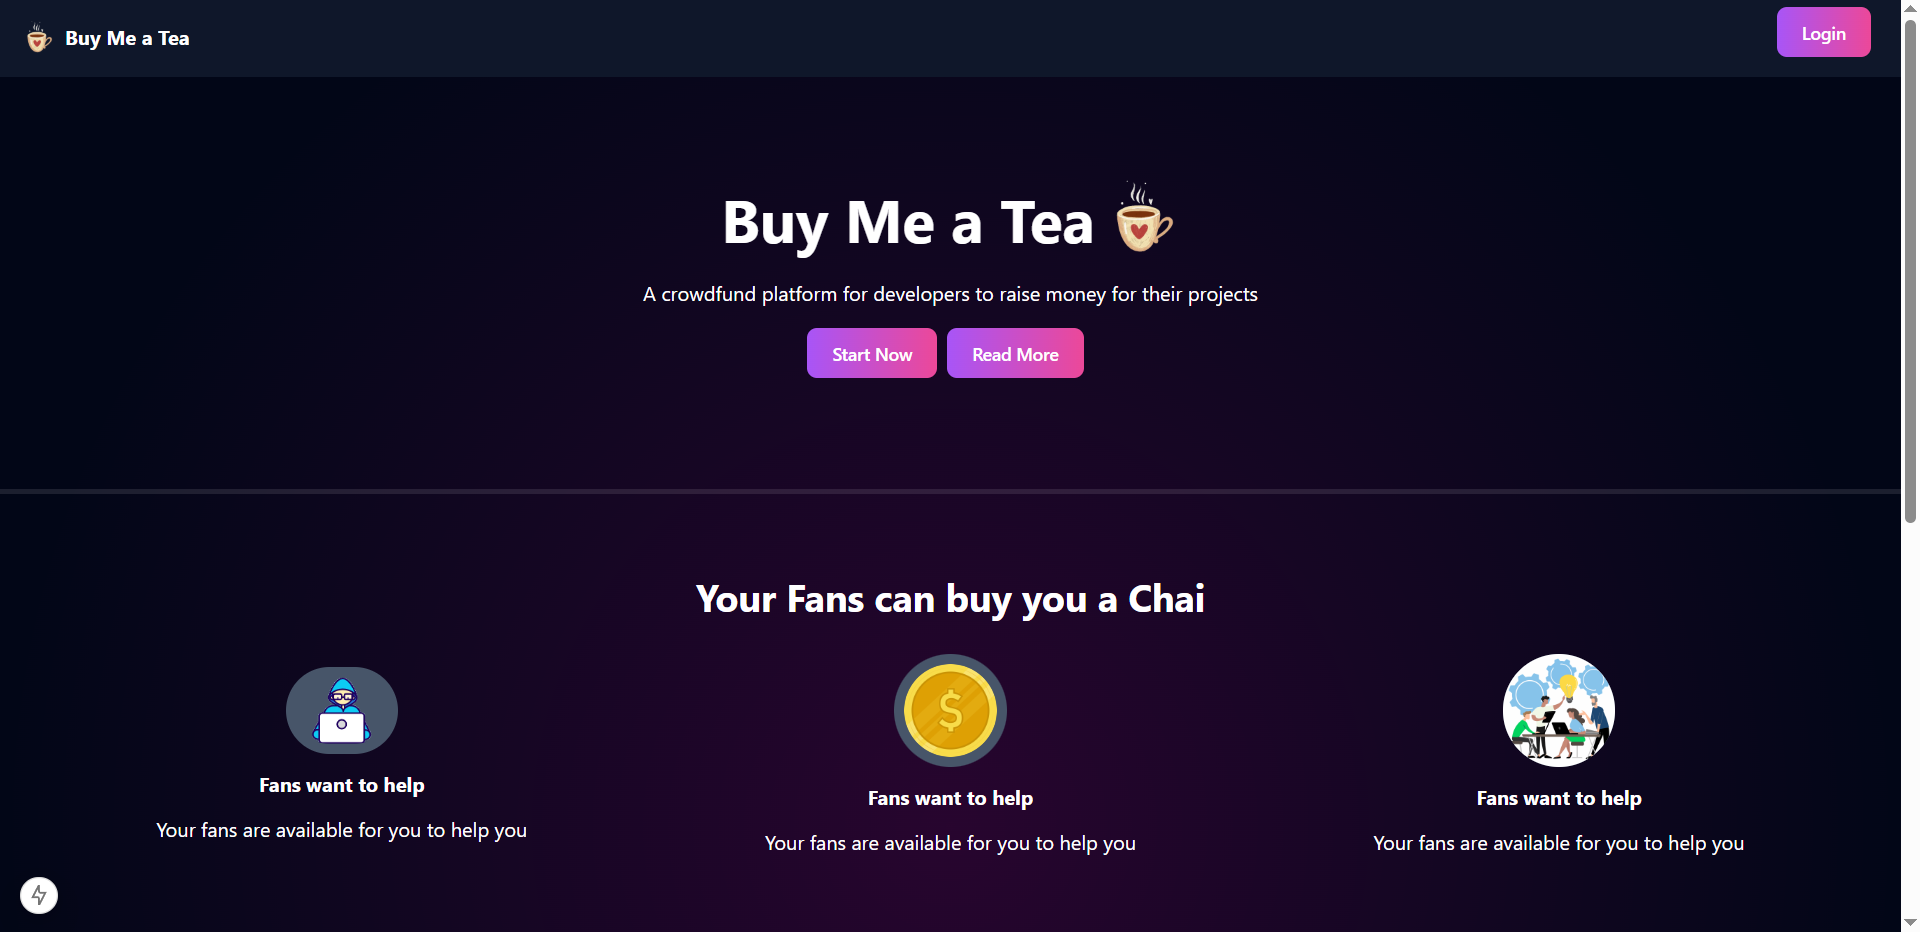 Buy Me a Tea
Login
Buy Me a Tea
A crowdfund platform for developers to raise money for their projects
Start Now
Read More
Your Fans can buy you a Chai
$
Fans want to help
Your fans are available for you to help you
Fans want to help
Your fans are available for you to help you
Fans want to help
Your fans are available for you to help you